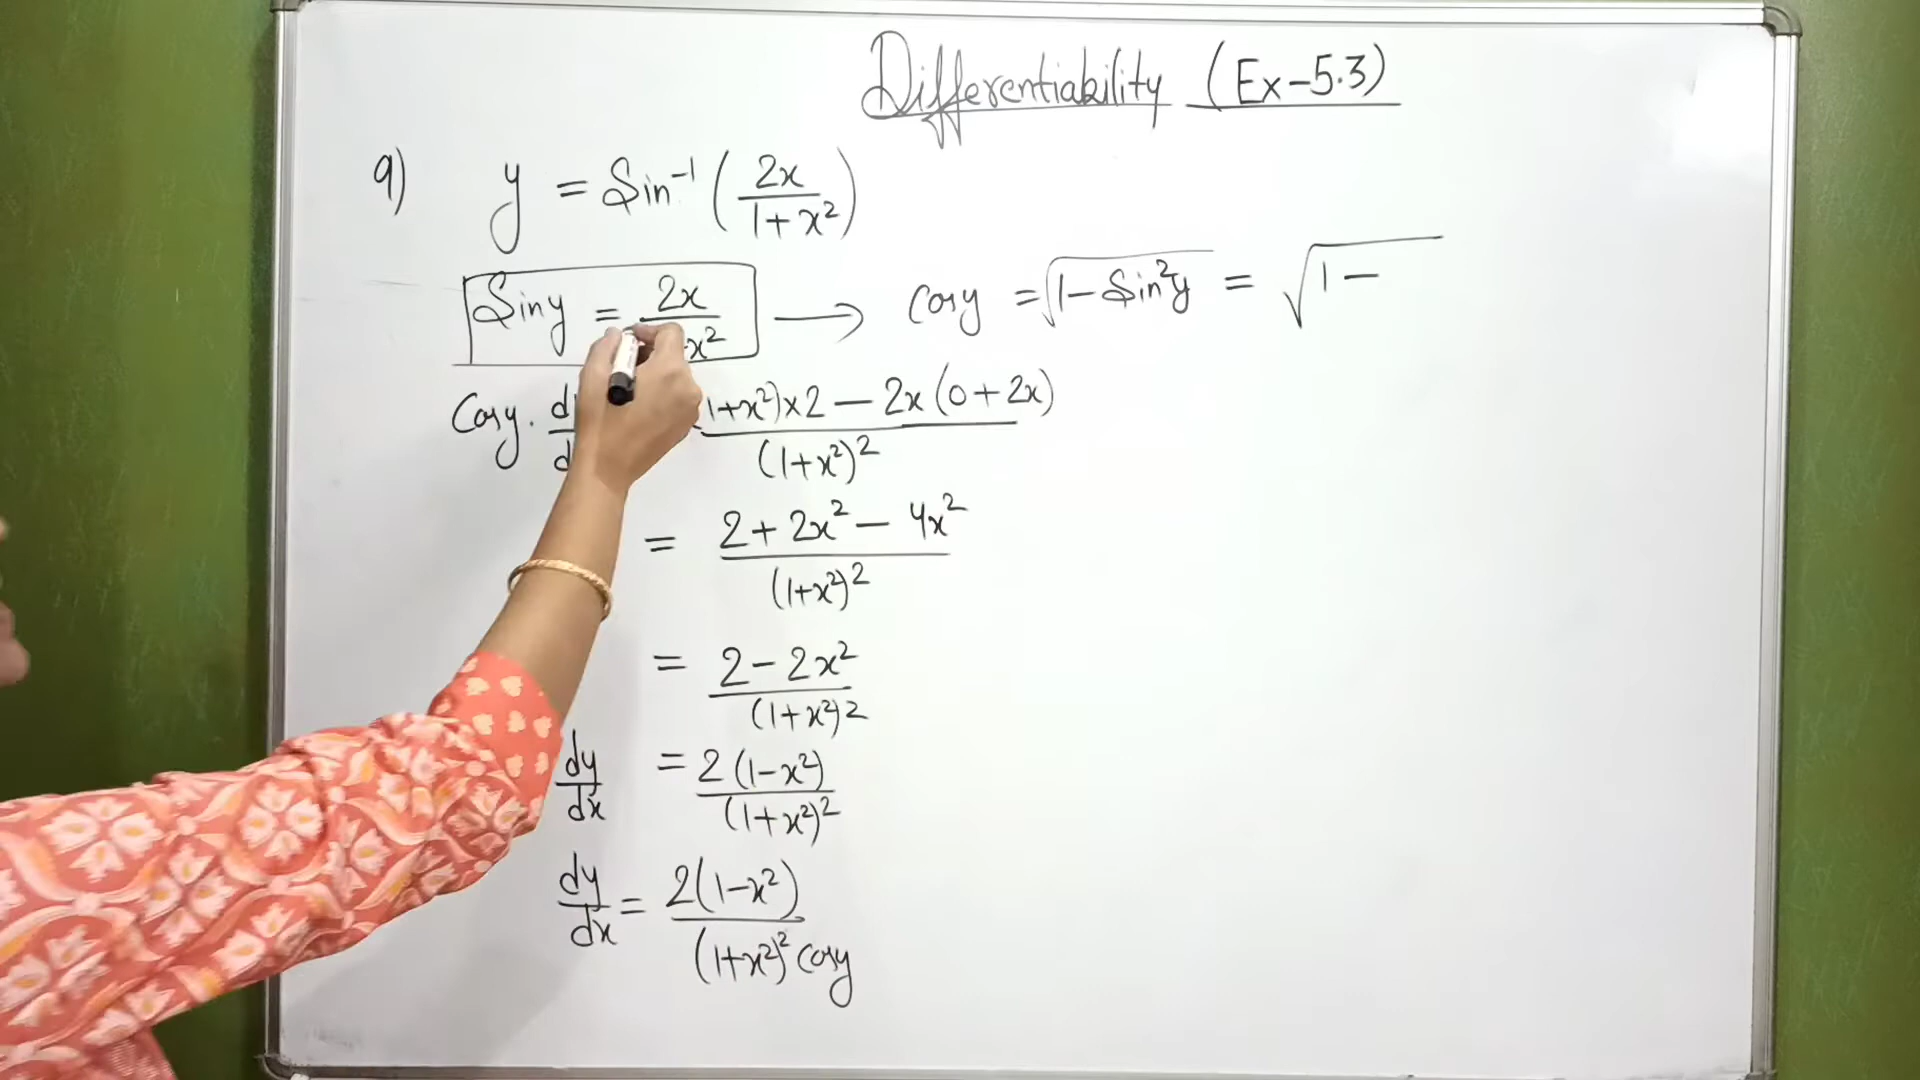 Differentiability (Ex-5.3)
9) y = Sin⁻¹ (2x / 1+x²)
Siny = 2x / x² → Cosy = √(1-Sin²y) = √(1 -
Cosy. dy / d 1+x²)×2 - 2x(0+2x) / (1+x²)²
= 2+2x²-4x² / (1+x²)²
= 2-2x² / (1+x²)²
dy/dx = 2(1-x²) / (1+x²)²
dy/dx = 2(1-x²) / (1+x²)² Cosy